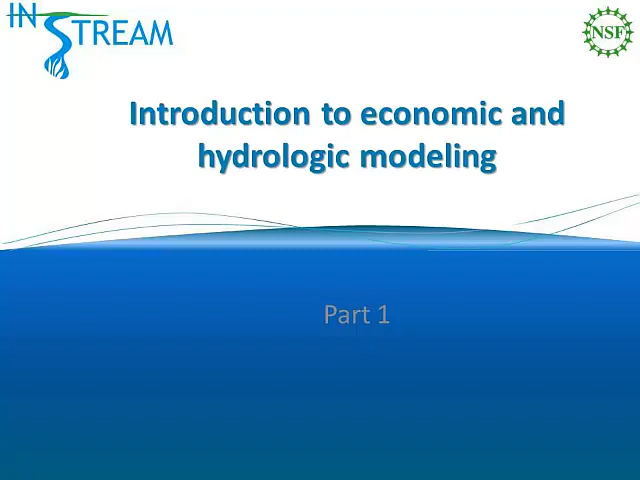 IN STREAM
NSF
Introduction to economic and
hydrologic modeling
Part 1